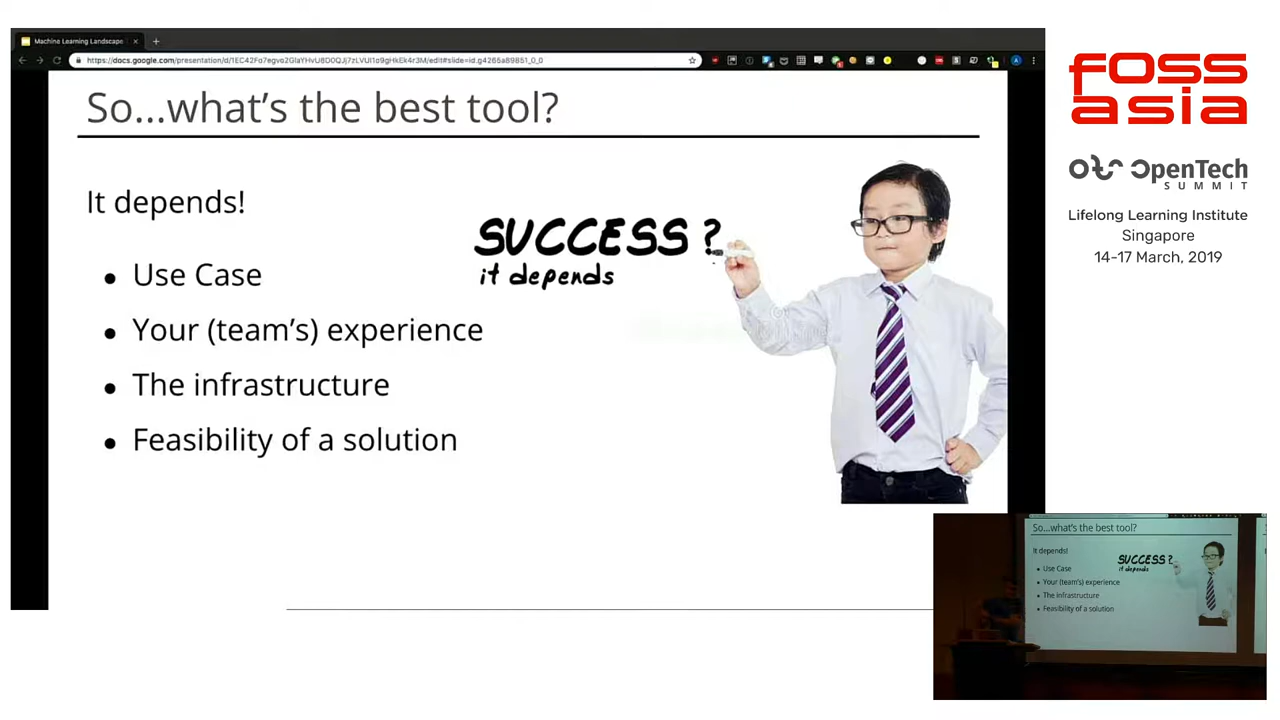 Machine Learning Landscape
So...what's the best tool?
It depends!
● Use Case
● Your (team's) experience
● The infrastructure
● Feasibility of a solution
SUCCESS ?
it depends
FOSS
asia
OpenTech
SUMMIT
Lifelong Learning Institute
Singapore
14-17 March, 2019
So...what's the best tool?
It depends!
● Use Case
● Your (team's) experience
● The infrastructure
● Feasibility of a solution
SUCCESS ?
it depends